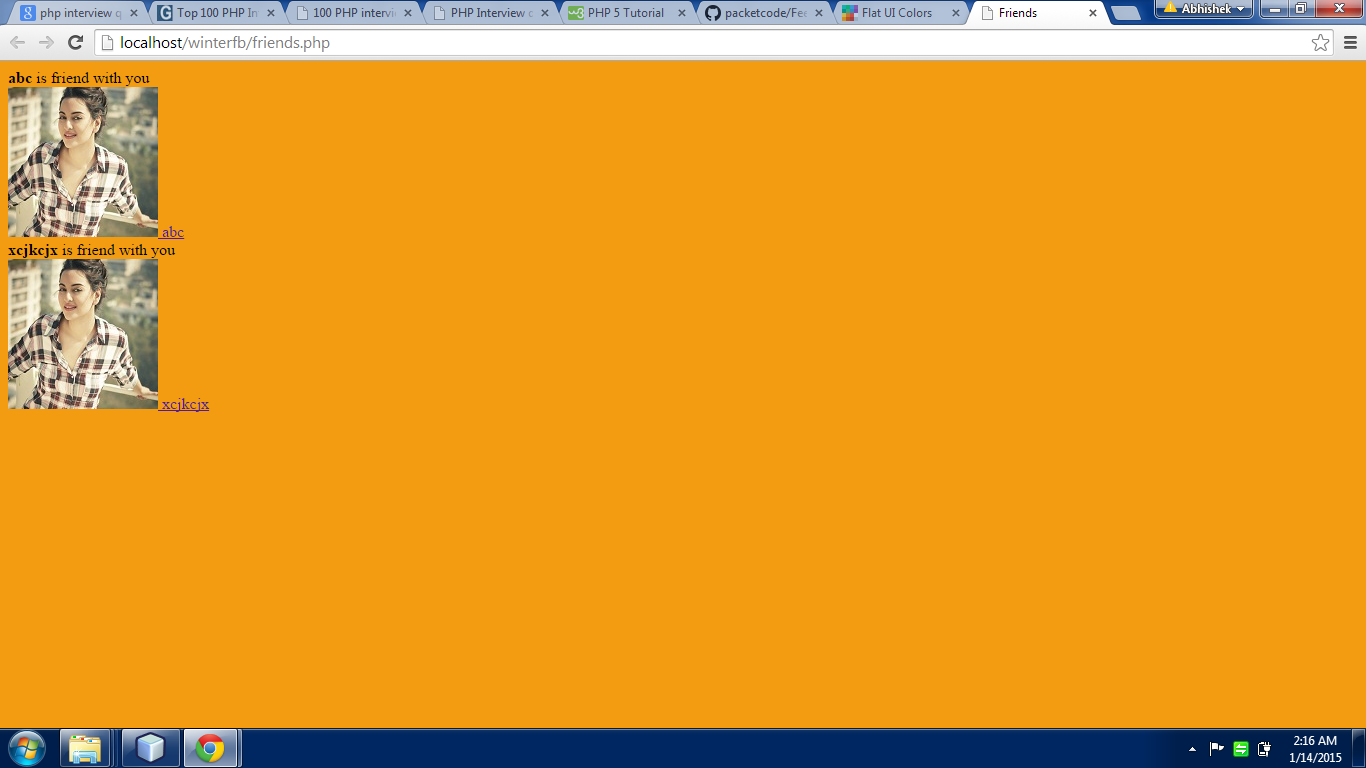 php interview q
Top 100 PHP In
100 PHP intervi
PHP Interview q
PHP 5 Tutorial
packetcode/Fee
Flat UI Colors
Friends
Abhishek
localhost/winterfb/friends.php
abc is friend with you
abc
xcjkcjx is friend with you
xcjkcjx
2:16 AM
1/14/2015